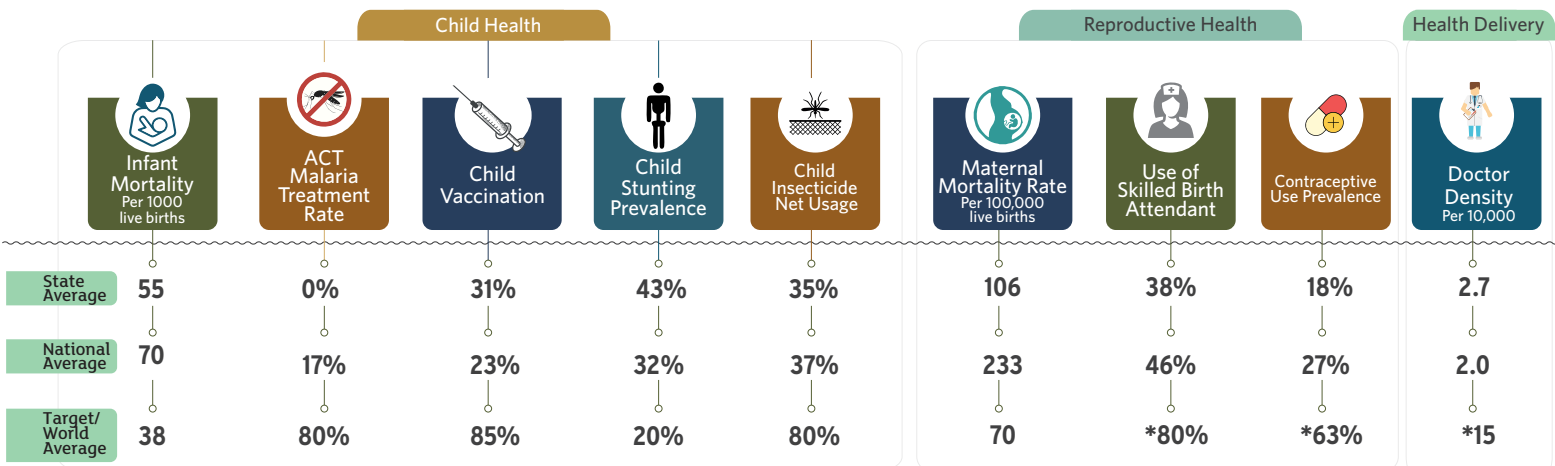 Child Health
Reproductive Health
Health Delivery
Infant
Mortality
Per 1000
live births
ACT
Malaria
Treatment
Rate
Child
Vaccination
Child
Stunting
Prevalence
Child
Insecticide
Net Usage
Maternal
Mortality Rate
Per 100,000
live births
Use of
Skilled Birth
Attendant
Contraceptive
Use Prevalence
Doctor
Density
Per 10,000
State
Average
55 0% 31% 43% 35% 106 38% 18% 2.7
National
Average
70 17% 23% 32% 37% 233 46% 27% 2.0
Target/
World
Average
38 80% 85% 20% 80% 70 *80% *63% *15